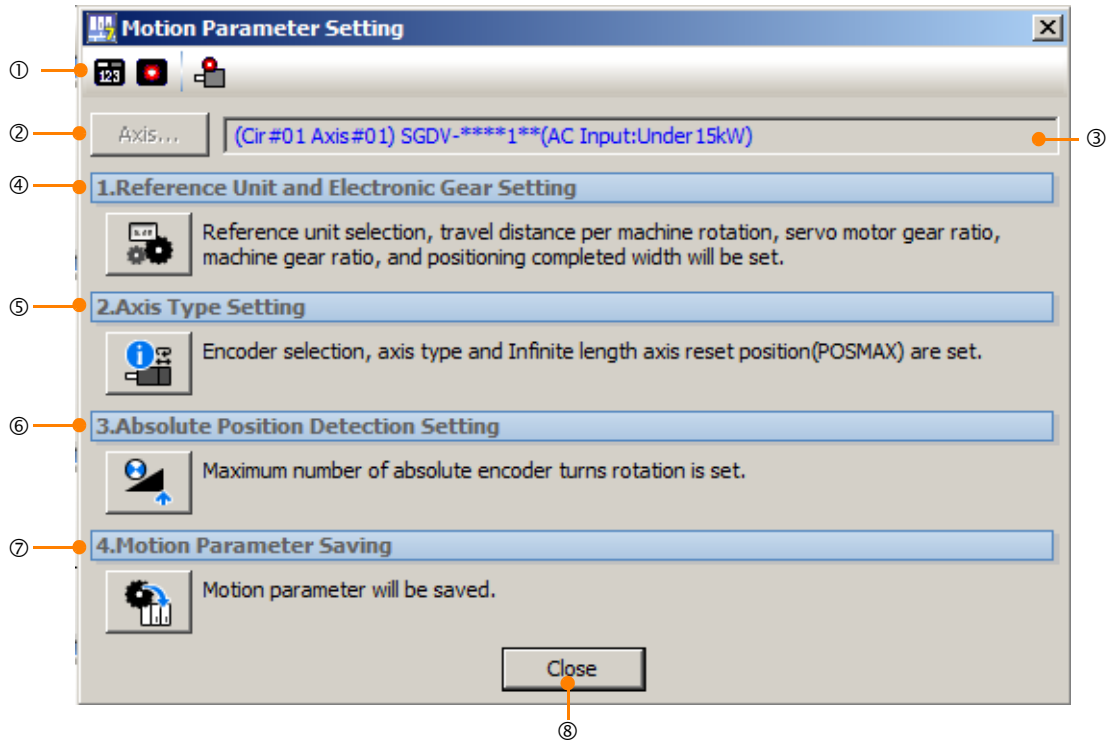 Motion Parameter Setting
①
123
② Axis... (Cir#01 Axis#01) SGDV-****1**(AC Input:Under15kW) ③
④ 1.Reference Unit and Electronic Gear Setting
Reference unit selection, travel distance per machine rotation, servo motor gear ratio,
machine gear ratio, and positioning completed width will be set.
⑤ 2.Axis Type Setting
Encoder selection, axis type and Infinite length axis reset position(POSMAX) are set.
⑥ 3.Absolute Position Detection Setting
Maximum number of absolute encoder turns rotation is set.
⑦ 4.Motion Parameter Saving
Motion parameter will be saved.
Close
⑧